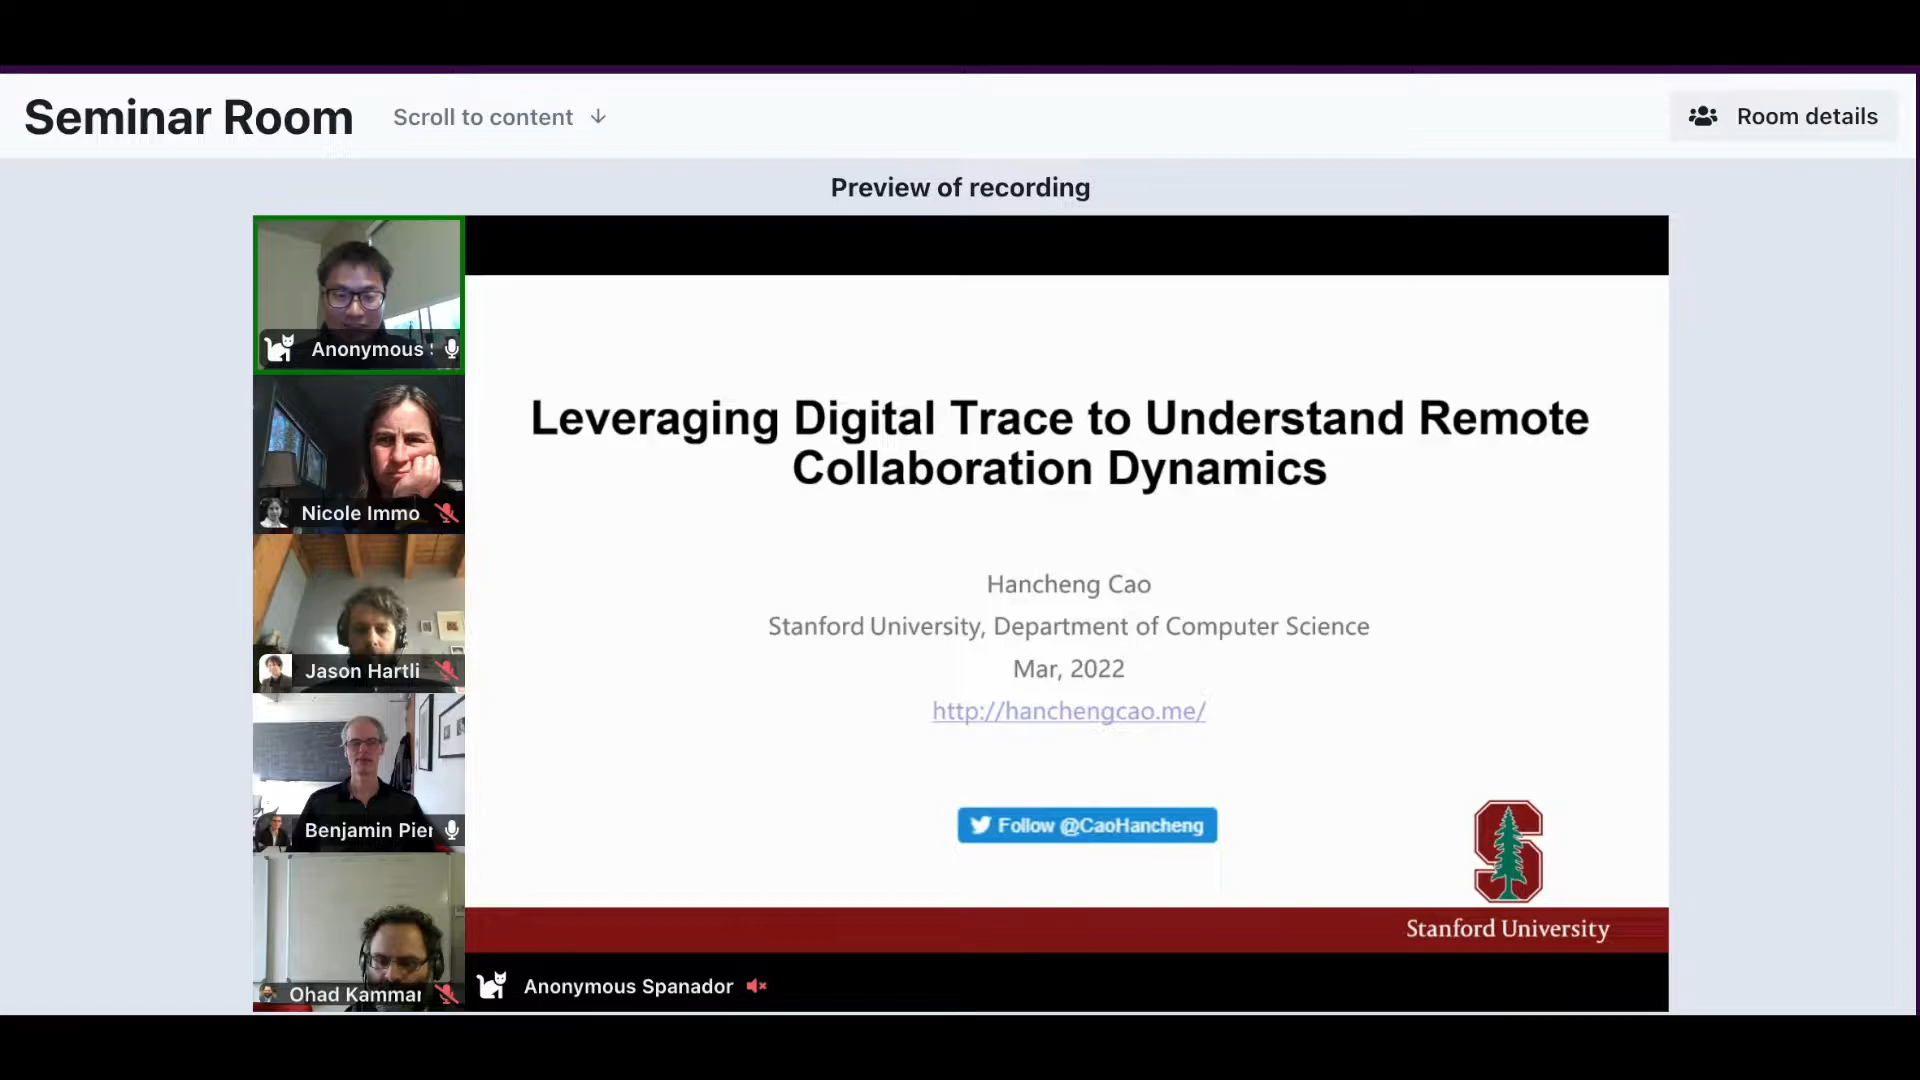 Seminar Room
Scroll to content ↓
Room details
Preview of recording
Anonymous
Nicole Immo
Jason Hartli
Benjamin Pier
Ohad Kammar
Leveraging Digital Trace to Understand Remote
Collaboration Dynamics
Hancheng Cao
Stanford University, Department of Computer Science
Mar, 2022
http://hanchengcao.me/
Follow @CaoHancheng
Stanford University
Anonymous Spanador